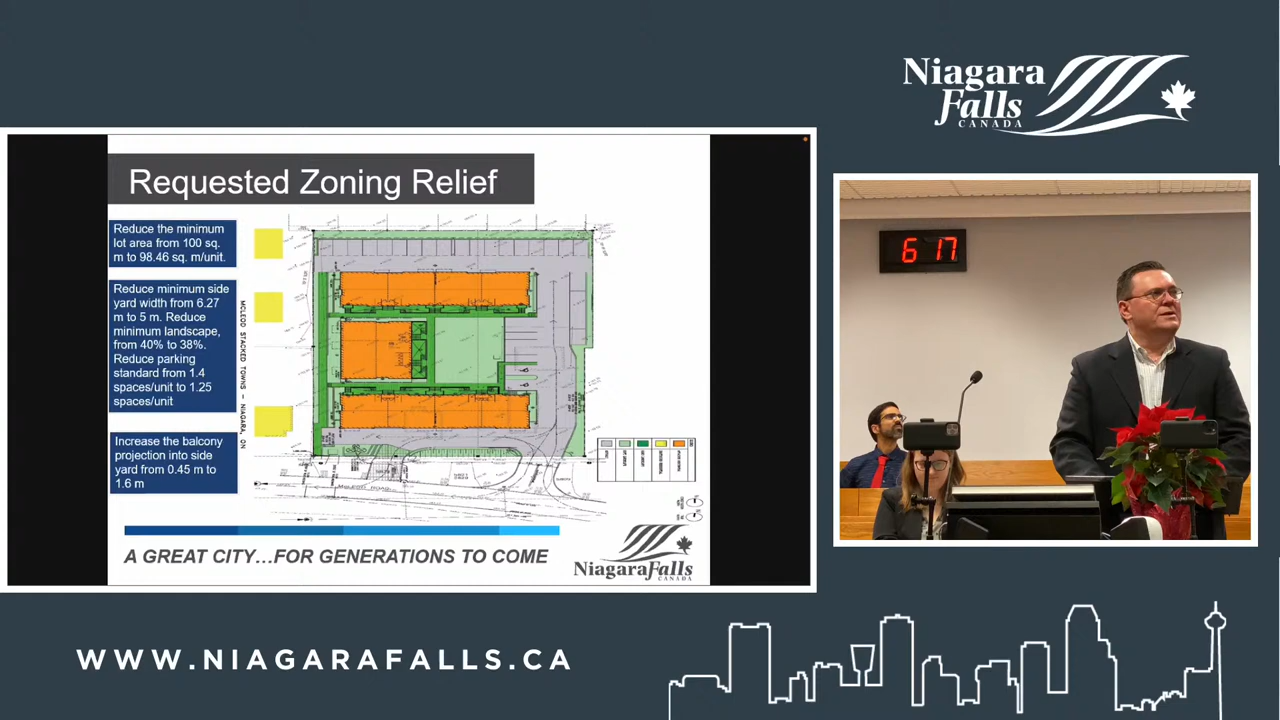 Niagara
Falls
CANADA
Requested Zoning Relief
Reduce the minimum
lot area from 100 sq.
m to 98.46 sq. m/unit.
Reduce minimum side
yard width from 6.27
m to 5 m. Reduce
minimum landscape,
from 40% to 38%.
Reduce parking
standard from 1.4
spaces/unit to 1.25
spaces/unit
Increase the balcony
projection into side
yard from 0.45 m to
1.6 m
MCLEOD STACKED TOWNS - NIAGARA, ON
MCLEOD ROAD
A GREAT CITY...FOR GENERATIONS TO COME
NiagaraFalls
CANADA
6 17
WWW.NIAGARAFALLS.CA